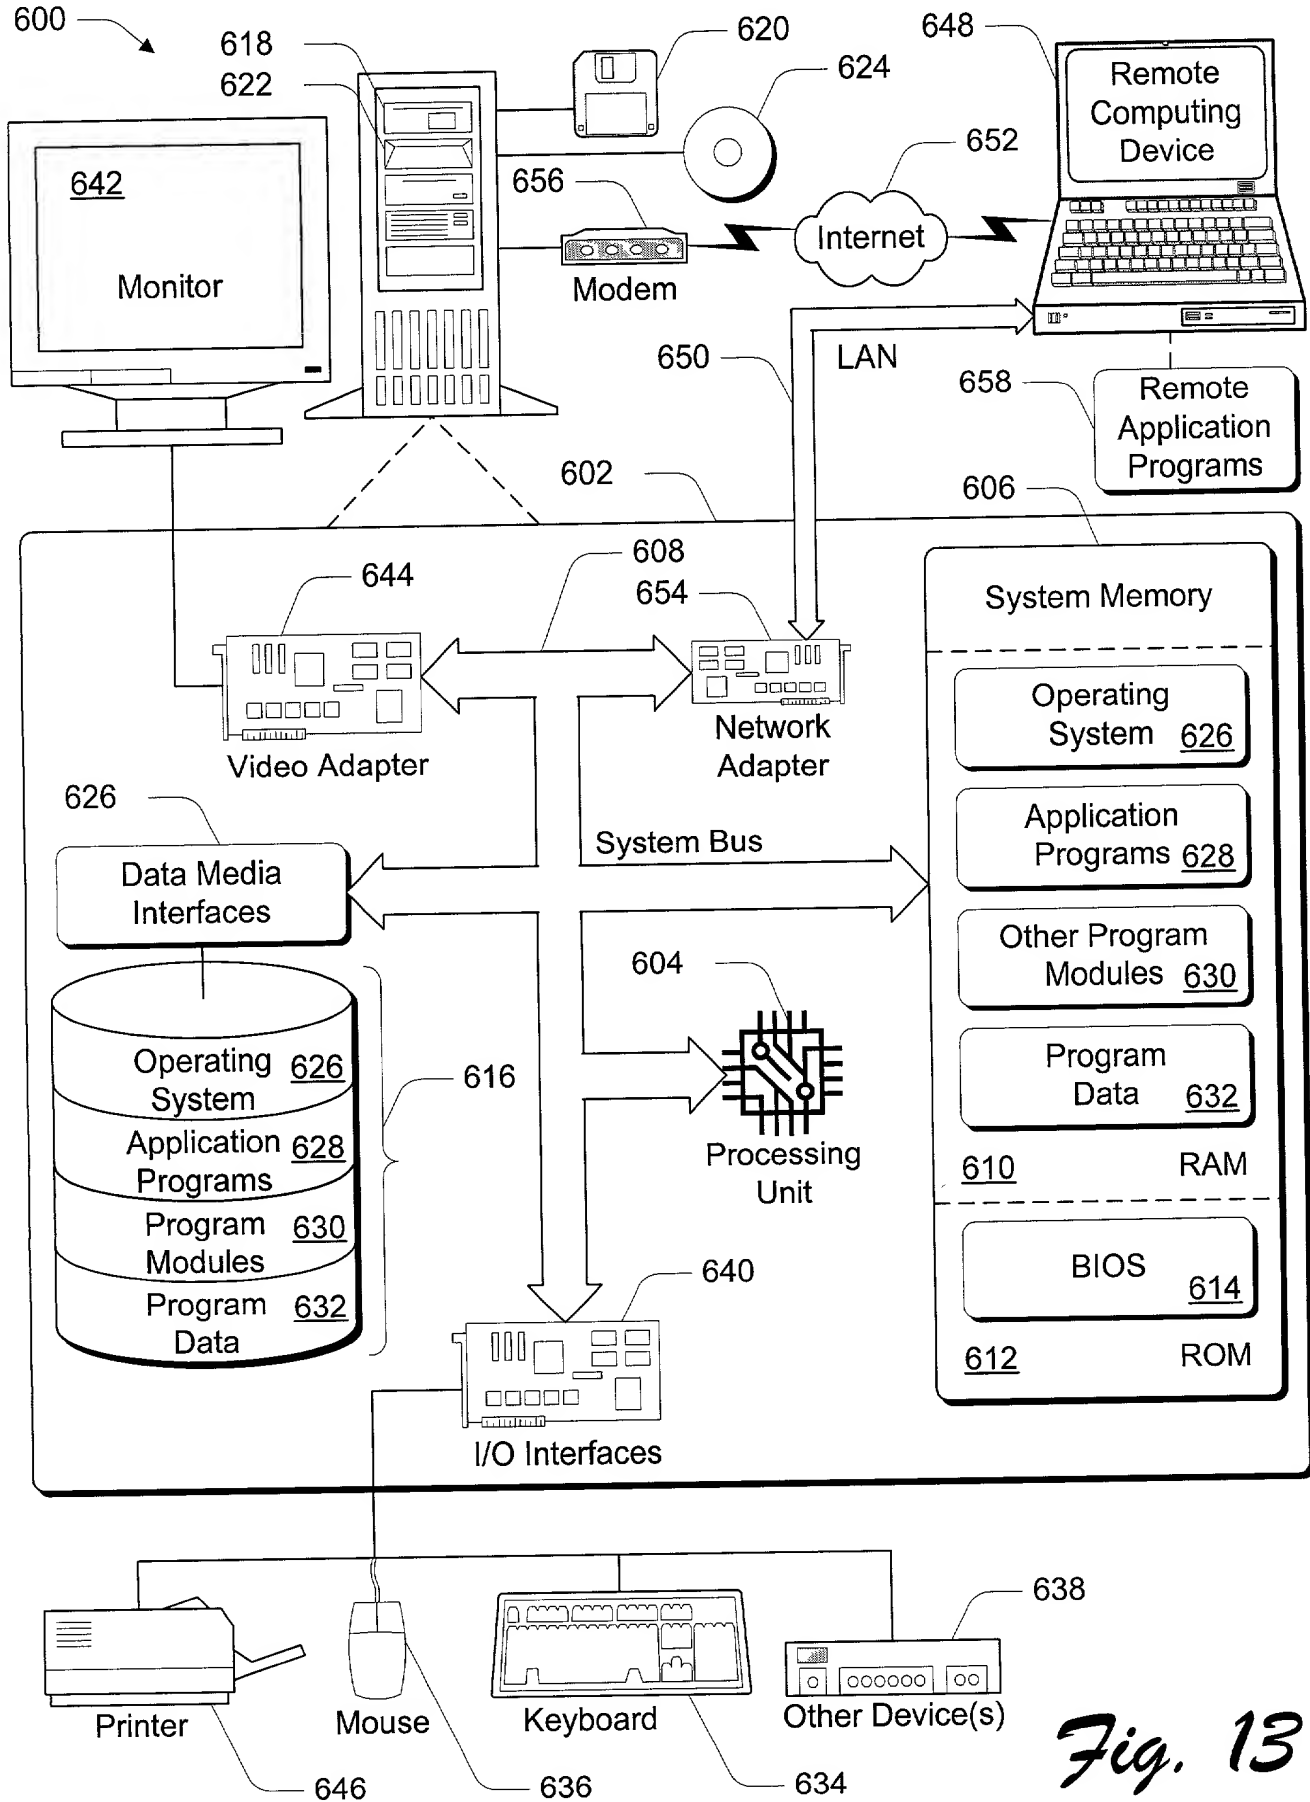 600
618
622
620
624
648
Remote
Computing
Device
642
Monitor
656
Modem
652
Internet
650
LAN
658
Remote
Application
Programs
602
606
608
644
654
Video Adapter
Network
Adapter
System Memory
Operating
System 626
Application
Programs 628
Other Program
Modules 630
Program
Data 632
610 RAM
BIOS
614
612 ROM
626
Data Media
Interfaces
System Bus
604
Processing
Unit
Operating
System 626
Application
Programs 628
Program
Modules 630
Program
Data 632
616
640
I/O Interfaces
638
Printer
Mouse
Keyboard
Other Device(s)
646
636
634
Fig. 13